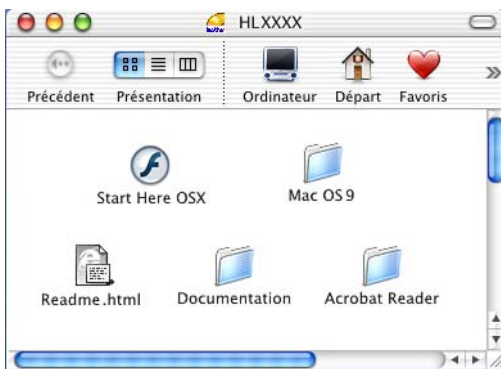 HLXXXX
Précédent Présentation Ordinateur Départ Favoris
Start Here OSX Mac OS 9
Readme.html Documentation Acrobat Reader